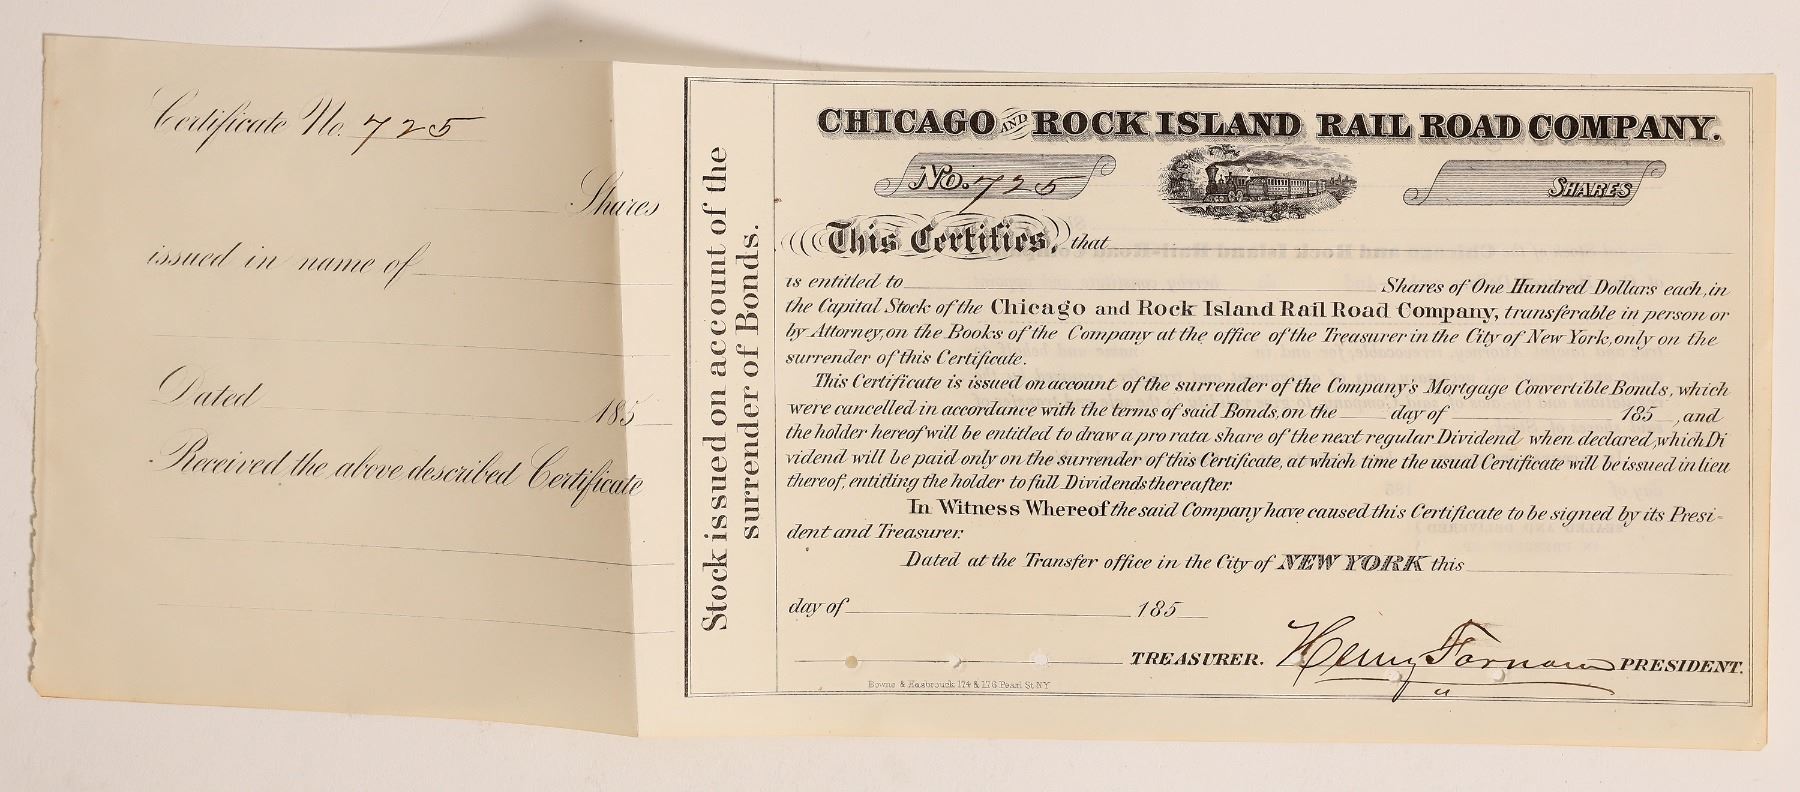 Certificate No. 725
Shares
issued in name of
Dated 185
Received the above described Certificate
Stock issued on account of the
surrender of Bonds.
CHICAGO AND ROCK ISLAND RAIL ROAD COMPANY.
No. 725 SHARES
This Certifies, that
is entitled to Shares of One Hundred Dollars each, in
the Capital Stock of the Chicago and Rock Island Rail Road Company, transferable in person or
by Attorney, on the Books of the Company at the office of the Treasurer in the City of New York, only on the
surrender of this Certificate.
This Certificate is issued on account of the surrender of the Company's Mortgage Convertible Bonds, which
were cancelled in accordance with the terms of said Bonds, on the day of 185 , and
the holder hereof will be entitled to draw a pro rata share of the next regular Dividend when declared, which Di
vidend will be paid only on the surrender of this Certificate, at which time the usual Certificate will be issued in lieu
thereof, entitling the holder to full Dividends thereafter.
In Witness Whereof the said Company have caused this Certificate to be signed by its Presi-
dent and Treasurer.
Dated at the Transfer office in the City of NEW YORK this
day of 185
TREASURER. Henry Farnam PRESIDENT.
Bowne & Hasbrouck 174 & 176 Pearl St NY